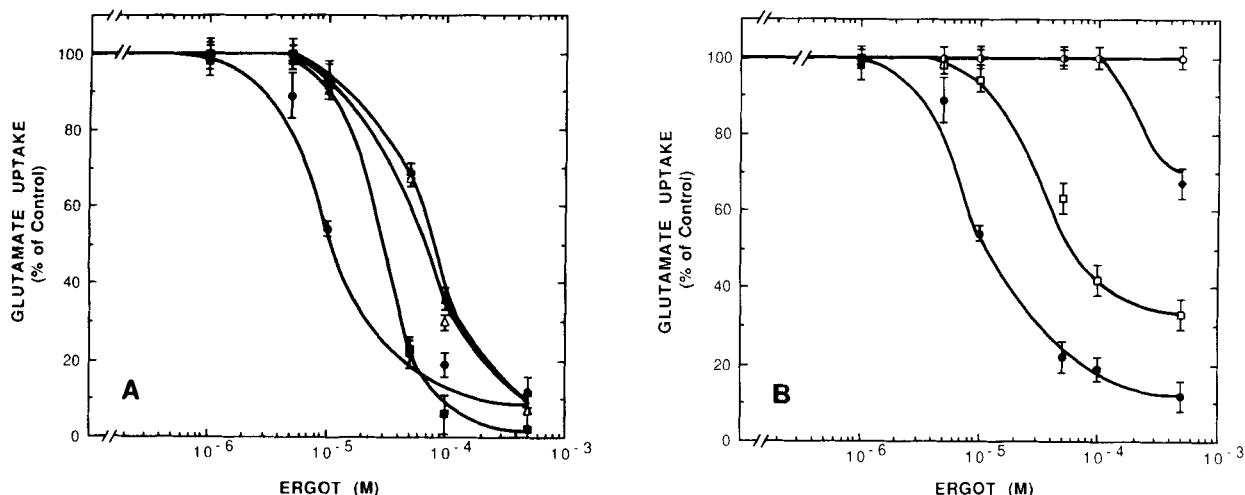 GLUTAMATE UPTAKE
(% of Control)
100
80
60
40
20
0
A
10-6
10-5
10-4
10-3
ERGOT (M)
GLUTAMATE UPTAKE
(% of Control)
100
80
60
40
20
0
B
10-6
10-5
10-4
10-3
ERGOT (M)